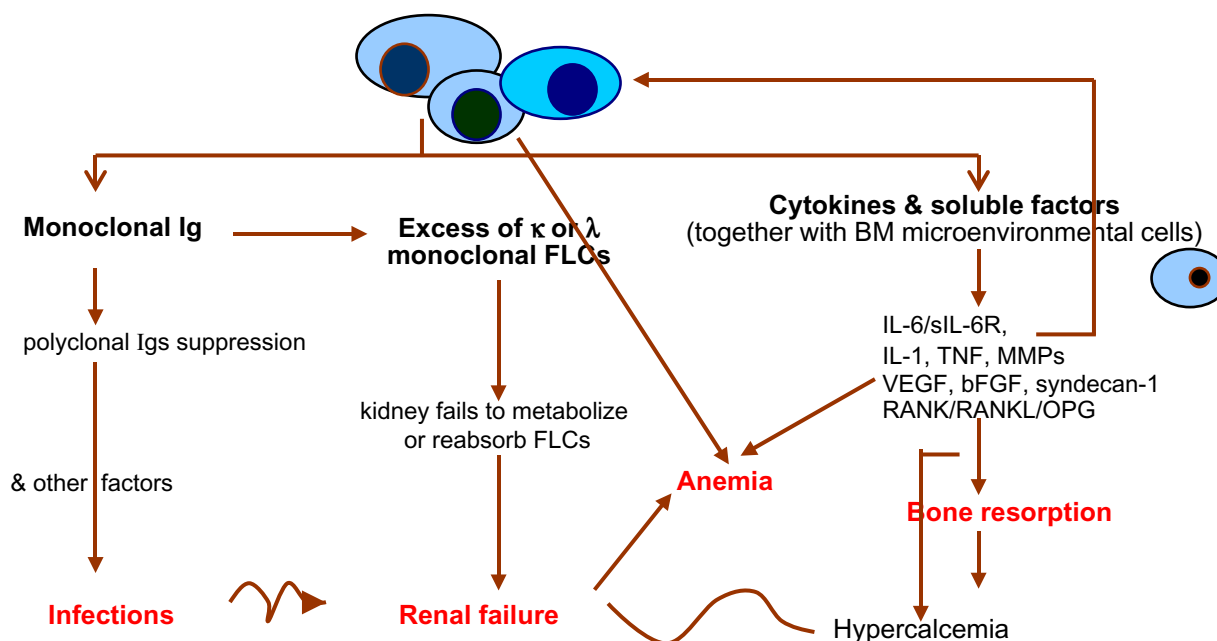 Monoclonal Ig
Excess of κ or λ
monoclonal FLCs
Cytokines & soluble factors
(together with BM microenvironmental cells)
polyclonal Igs suppression
IL-6/sIL-6R,
IL-1, TNF, MMPs
VEGF, bFGF, syndecan-1
RANK/RANKL/OPG
kidney fails to metabolize
or reabsorb FLCs
& other factors
Anemia
Bone resorption
Infections
Renal failure
Hypercalcemia